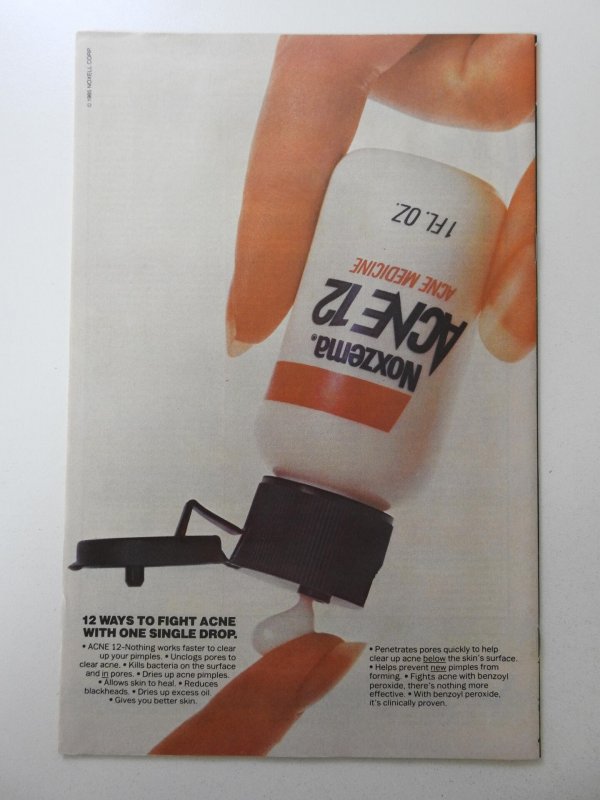 © 1985 NOXELL CORP.
1 FL. OZ.
ACNE MEDICINE
ACNE 12
Noxzema®
12 WAYS TO FIGHT ACNE
WITH ONE SINGLE DROP.
• ACNE 12-Nothing works faster to clear
up your pimples. • Unclogs pores to
clear acne. • Kills bacteria on the surface
and in pores. • Dries up acne pimples.
• Allows skin to heal. • Reduces
blackheads. • Dries up excess oil.
• Gives you better skin.
• Penetrates pores quickly to help
clear up acne below the skin's surface.
• Helps prevent new pimples from
forming. • Fights acne with benzoyl
peroxide, there's nothing more
effective. • With benzoyl peroxide,
it's clinically proven.